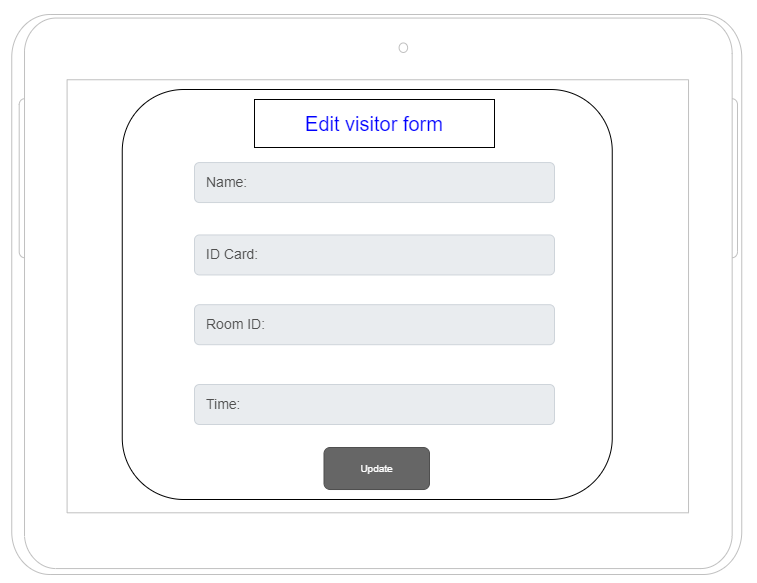 Edit visitor form
Name:
ID Card:
Room ID:
Time:
Update